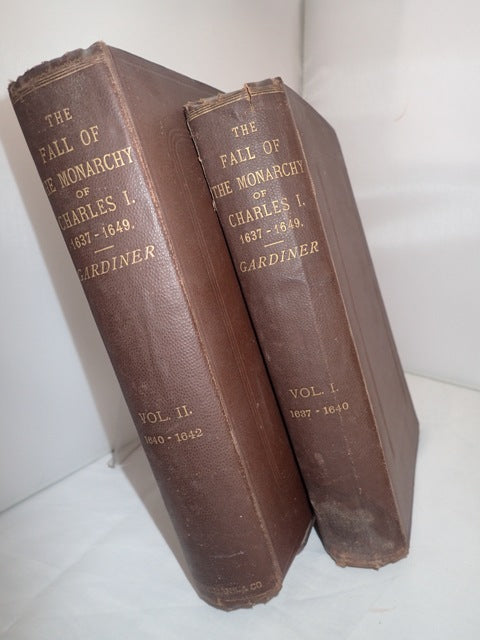 THE
FALL OF
THE MONARCHY
OF
CHARLES I.
1637-1649.
GARDINER
VOL. II.
1640-1642
& CO
THE
FALL OF
THE MONARCHY
OF
CHARLES I.
1637-1649.
GARDINER
VOL. I.
1637-1640